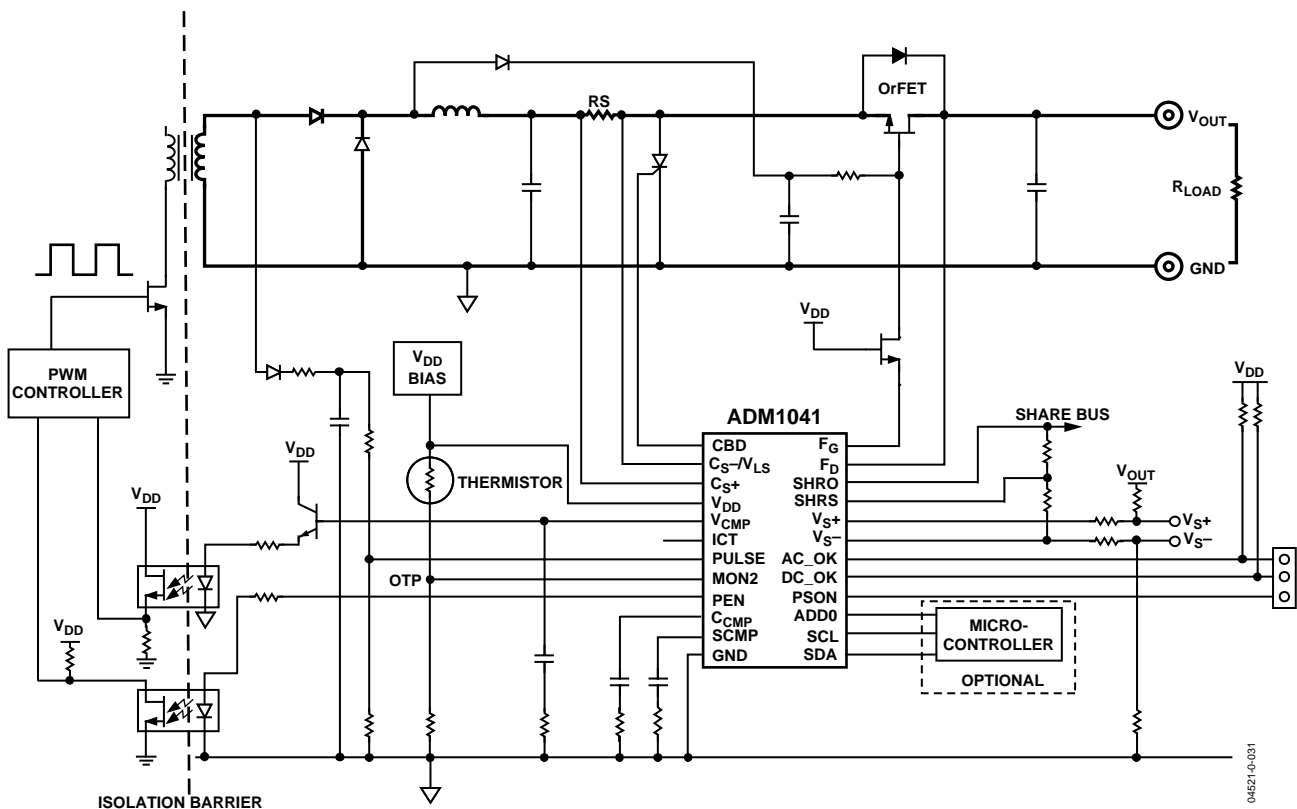 OrFET
RS
VOUT
RLOAD
GND
VDD
PWM
CONTROLLER
VDD
BIAS
ADM1041
VDD
SHARE BUS
THERMISTOR
VDD
VDD
VOUT
CBD
CS–/VLS
CS+
VDD
VCMP
ICT
PULSE
MON2
PEN
CCMP
SCMP
GND
FG
FD
SHRO
SHRS
VS+
VS–
AC_OK
DC_OK
PSON
ADD0
SCL
SDA
VS+
VS–
OTP
VDD
MICRO-
CONTROLLER
OPTIONAL
ISOLATION BARRIER
04521-0-031